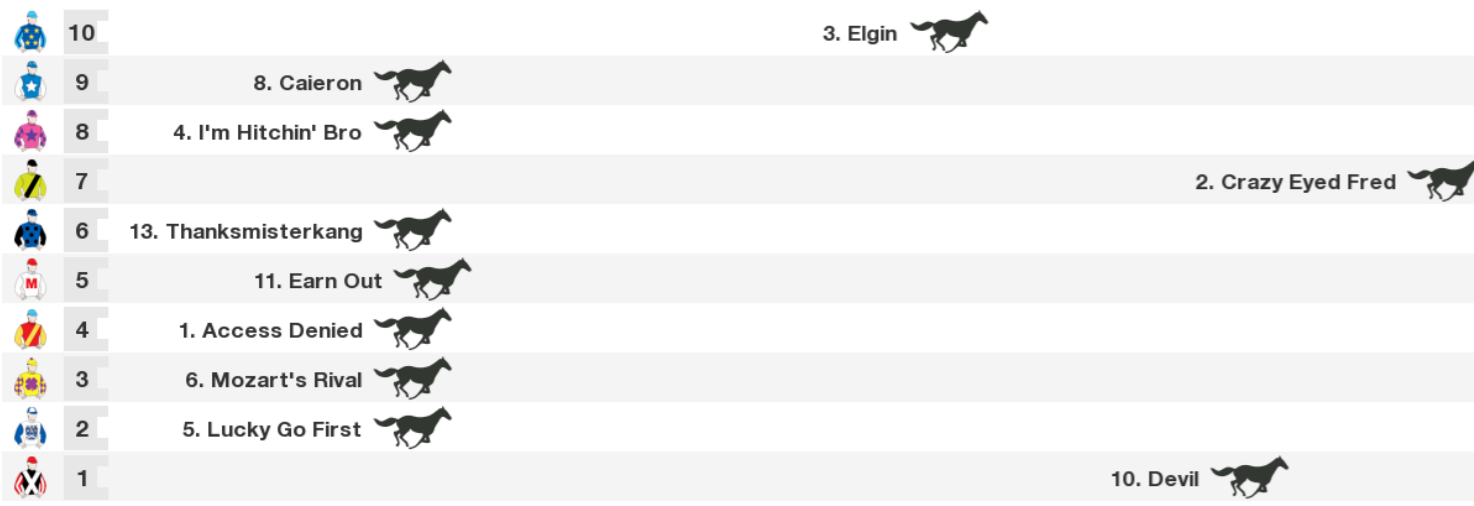 10 3. Elgin
9 8. Caieron
8 4. I'm Hitchin' Bro
7 2. Crazy Eyed Fred
6 13. Thanksmisterkang
M 5 11. Earn Out
4 1. Access Denied
3 6. Mozart's Rival
2 5. Lucky Go First
1 10. Devil